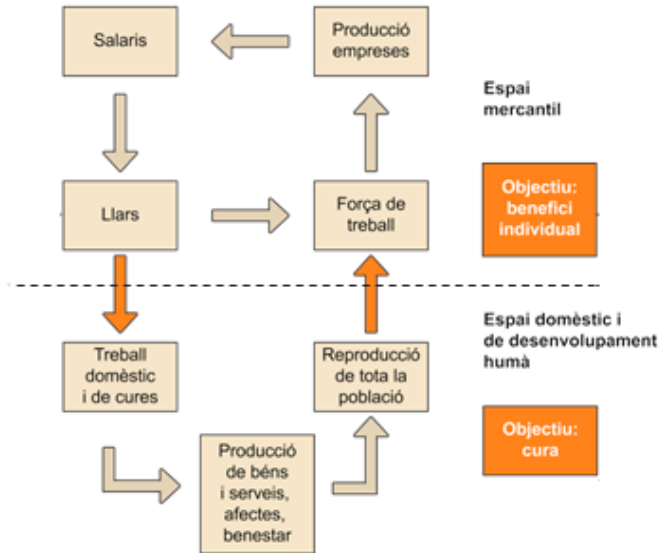 Salaris
Producció
empreses
Espai
mercantil
Llars
Força de
treball
Objectiu:
benefici
individual
Treball
domèstic
i de cures
Reproducció
de tota la
població
Espai domèstic i
de desenvolupament
humà
Objectiu:
cura
Producció
de béns
i serveis,
afectes,
benestar